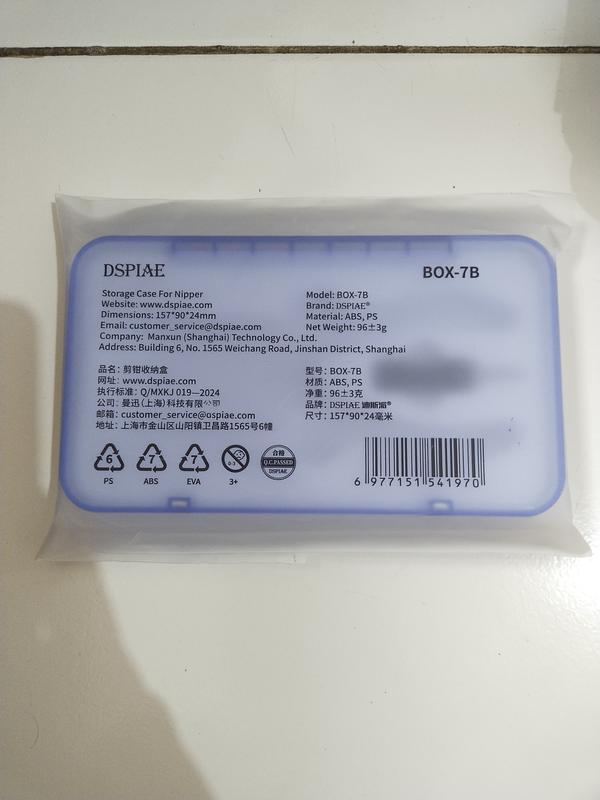 DSPIAE
BOX-7B
Storage Case For Nipper
Website: www.dspiae.com
Dimensions: 157*90*24mm
Email: customer_service@dspiae.com
Model: BOX-7B
Brand: DSPIAE®
Material: ABS, PS
Net Weight: 96±3g
Company: Manxun (Shanghai) Technology Co., Ltd.
Address: Building 6, No. 1565 Weichang Road, Jinshan District, Shanghai
品名: 剪钳收纳盒
网址: www.dspiae.com
执行标准: Q/MXKJ 019—2024
公司: 曼迅(上海)科技有限公司
邮箱: customer_service@ospiae.com
地址: 上海市金山区山阳镇卫昌路1565号6幢
型号: BOX-7B
材质: ABS, PS
净重: 96±3克
品牌: DSPIAE 迪斯派®
尺寸: 157*90*24毫米
6
PS
7
ABS
7
EVA
0-3
3+
合格
Q.C.PASSED
DSPIAE
6 977151 541970